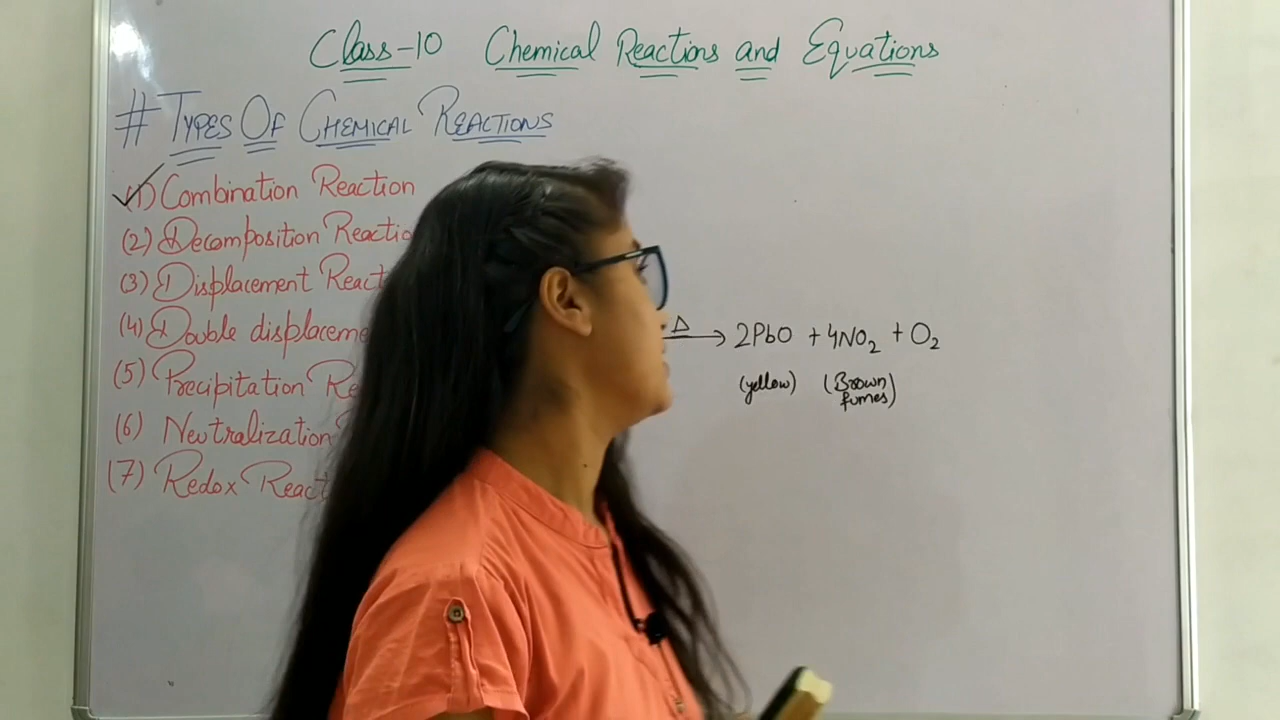 Class-10 Chemical Reactions and Equations
# TYPES OF CHEMICAL REACTIONS
(1) Combination Reaction
(2) Decomposition Reactio
(3) Displacement React
(4) Double displaceme
(5) Precipitation Re
(6) Neutralization
(7) Redox React
Δ → 2PbO + 4NO₂ + O₂
(yellow) (Brown fumes)